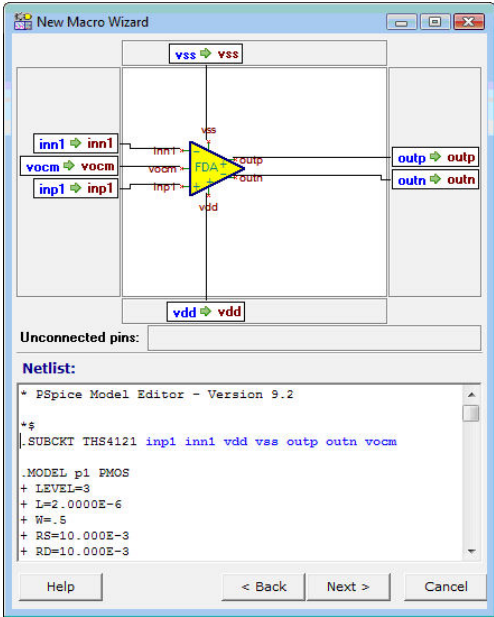 New Macro Wizard
vss vss
vss
inn1 inn1
inn1
outp
outp outp
vocm vocm
vocm
FDA
outn
outn outn
inp1 inp1
inp1
vdd
vdd vdd
Unconnected pins:
Netlist:
* PSpice Model Editor - Version 9.2
*$
.SUBCKT THS4121 inp1 inn1 vdd vss outp outn vocm
.MODEL p1 PMOS
+ LEVEL=3
+ L=2.0000E-6
+ W=.5
+ RS=10.000E-3
+ RD=10.000E-3
Help
< Back
Next >
Cancel